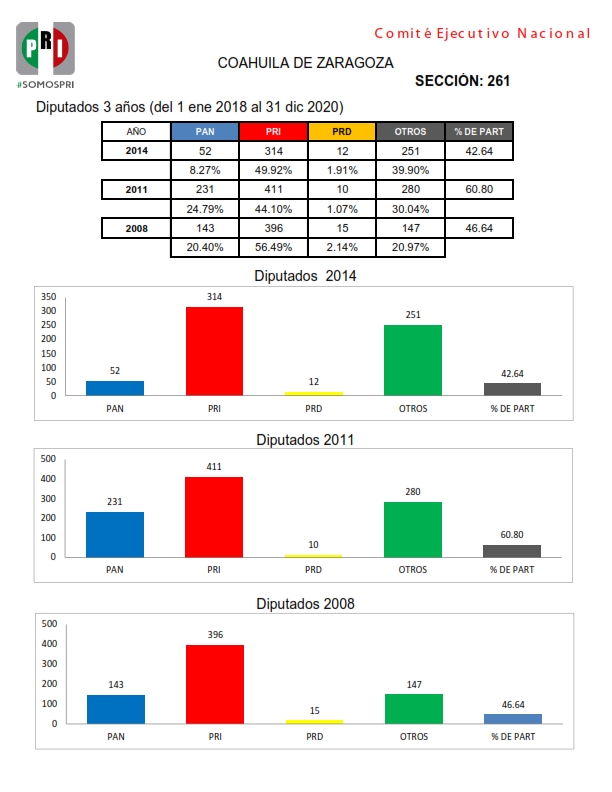 Comité Ejecutivo Nacional
PRI
#SOMOSPRI
COAHUILA DE ZARAGOZA
SECCIÓN: 261
Diputados 3 años (del 1 ene 2018 al 31 dic 2020)
AÑO PAN PRI PRD OTROS % DE PART
2014 52 314 12 251 42.64
8.27% 49.92% 1.91% 39.90%
2011 231 411 10 280 60.80
24.79% 44.10% 1.07% 30.04%
2008 143 396 15 147 46.64
20.40% 56.49% 2.14% 20.97%
Diputados 2014
350
300
250
200
150
100
50
0
52
314
12
251
42.64
PAN PRI PRD OTROS % DE PART
Diputados 2011
500
400
300
200
100
0
231
411
10
280
60.80
PAN PRI PRD OTROS % DE PART
Diputados 2008
500
400
300
200
100
0
143
396
15
147
46.64
PAN PRI PRD OTROS % DE PART